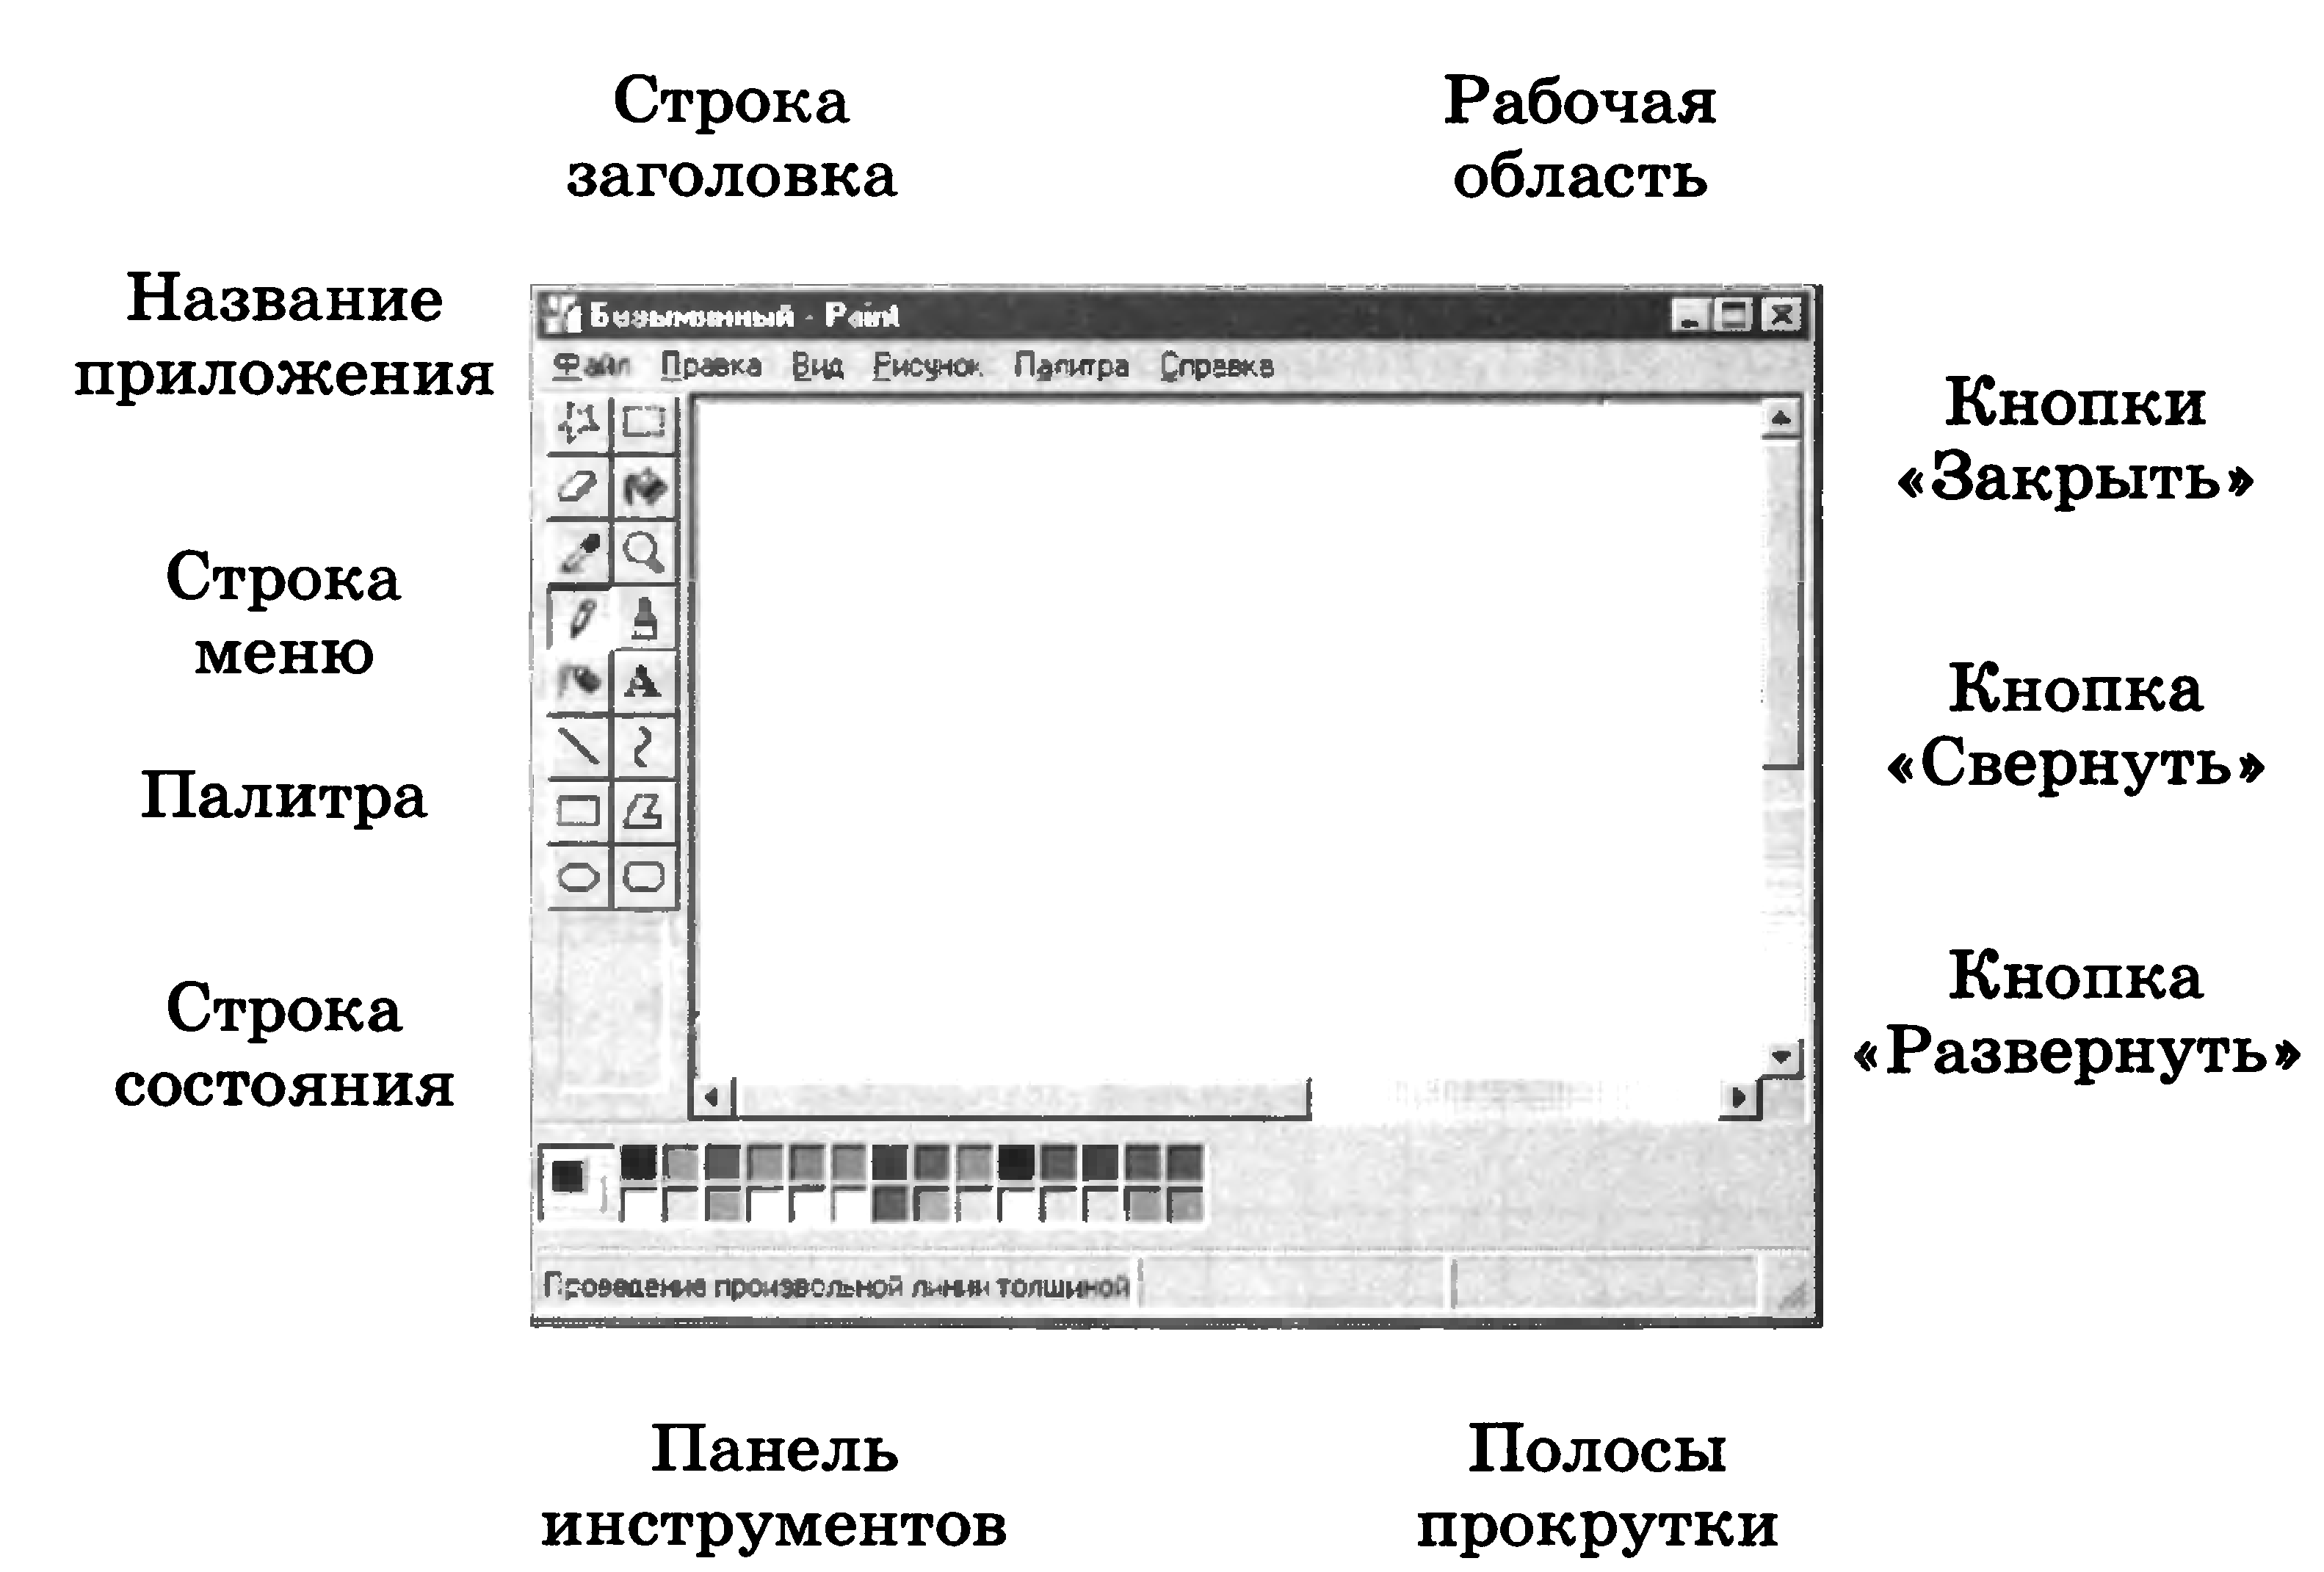 Строка
заголовка
Рабочая
область
Название
приложения
Безымянный - Paint
Файл Правка Вид Рисунок Палитра Справка
Кнопки
«Закрыть»
Строка
меню
A
Кнопка
«Свернуть»
Палитра
Строка
состояния
Кнопка
«Развернуть»
Проведение произвольной линии толщиной
Панель
инструментов
Полосы
прокрутки